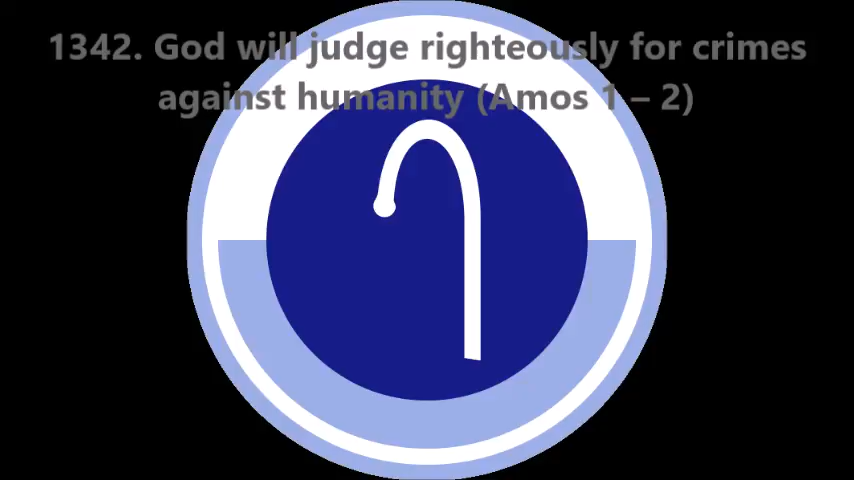 1342. God will judge righteously for crimes
against humanity (Amos 1 – 2)